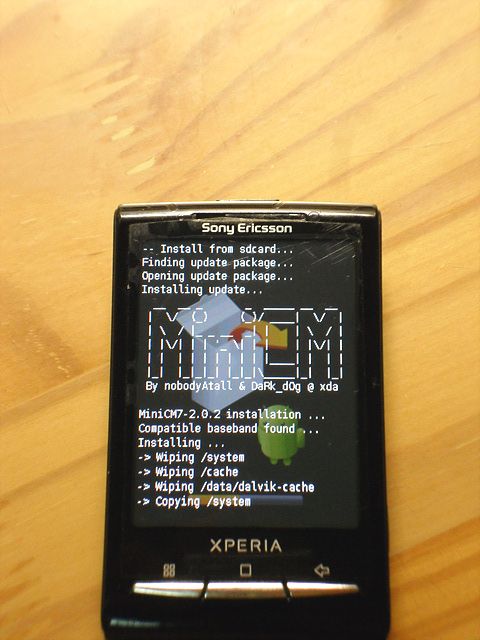 Sony Ericsson
-- Install from sdcard...
Finding update package...
Opening update package...
Installing update...
MiniCM
By nobodyAtall & DaRk_dOg @ xda
MiniCM7-2.0.2 installation ...
Compatible baseband found ...
Installing ...
-> Wiping /system
-> Wiping /cache
-> Wiping /data/dalvik-cache
-> Copying /system
XPERIA